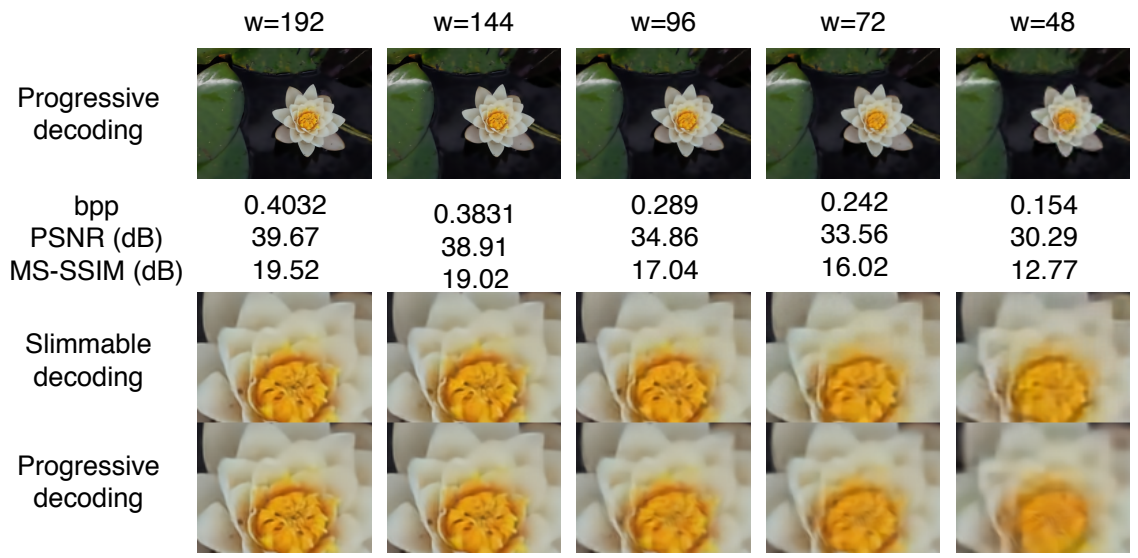 w=192 w=144 w=96 w=72 w=48
Progressive
decoding
bpp 0.4032 0.3831 0.289 0.242 0.154
PSNR (dB) 39.67 38.91 34.86 33.56 30.29
MS-SSIM (dB) 19.52 19.02 17.04 16.02 12.77
Slimmable
decoding
Progressive
decoding